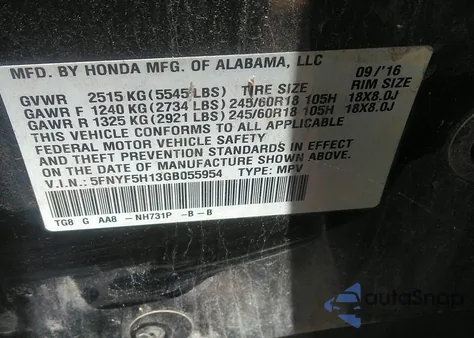 MFD. BY HONDA MFG. OF ALABAMA, LLC 09/'16
GVWR 2515 KG (5545 LBS) TIRE SIZE RIM SIZE
GAWR F 1240 KG (2734 LBS) 245/60R18 105H 18X8.0J
GAWR R 1325 KG (2921 LBS) 245/60R18 105H 18X8.0J
THIS VEHICLE CONFORMS TO ALL APPLICABLE
FEDERAL MOTOR VEHICLE SAFETY, BUMPER,
AND THEFT PREVENTION STANDARDS IN EFFECT
ON THE DATE OF MANUFACTURE SHOWN ABOVE.
V.I.N.: 5FNYF5H13GB055954 TYPE: MPV
TG8 G AA8 -NH731P -B-B
autoSnap